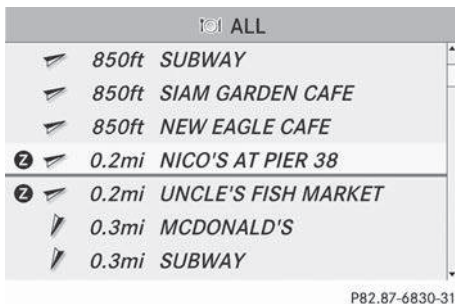 ALL
850ft SUBWAY
850ft SIAM GARDEN CAFE
850ft NEW EAGLE CAFE
Z 0.2mi NICO'S AT PIER 38
Z 0.2mi UNCLE'S FISH MARKET
0.3mi MCDONALD'S
0.3mi SUBWAY
P82.87-6830-31